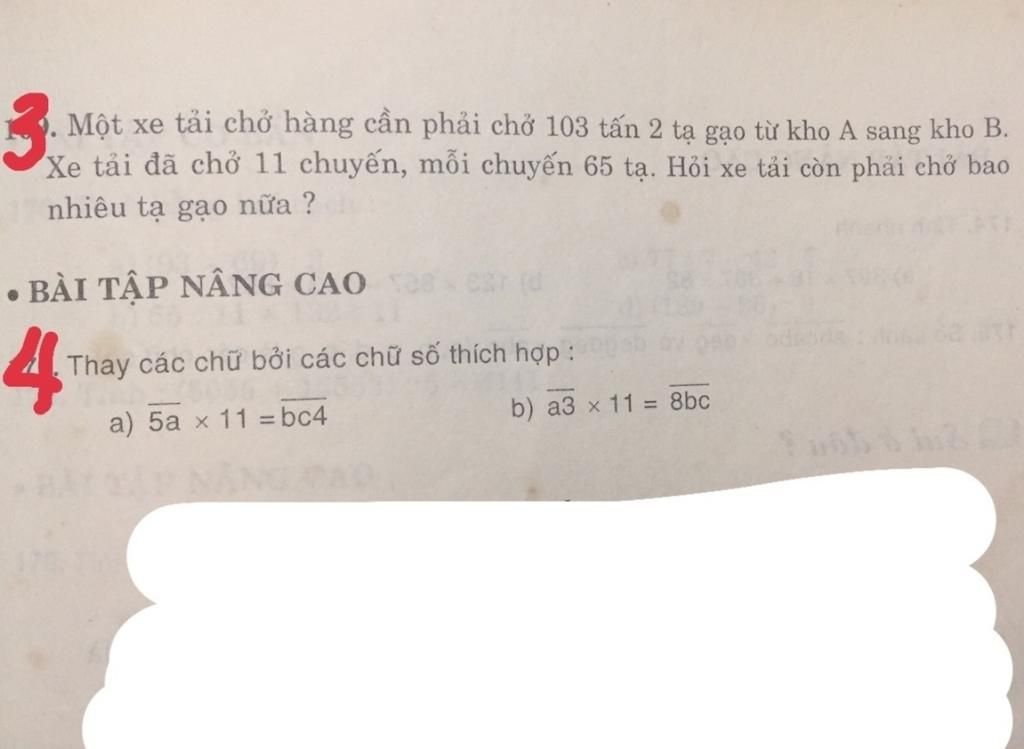 3. Một xe tải chở hàng cần phải chở 103 tấn 2 tạ gạo từ kho A sang kho B.
Xe tải đã chở 11 chuyến, mỗi chuyến 65 tạ. Hỏi xe tải còn phải chở bao
nhiêu tạ gạo nữa ?
• BÀI TẬP NÂNG CAO
4. Thay các chữ bởi các chữ số thích hợp :
a) 5a × 11 = bc4 b) a3 × 11 = 8bc